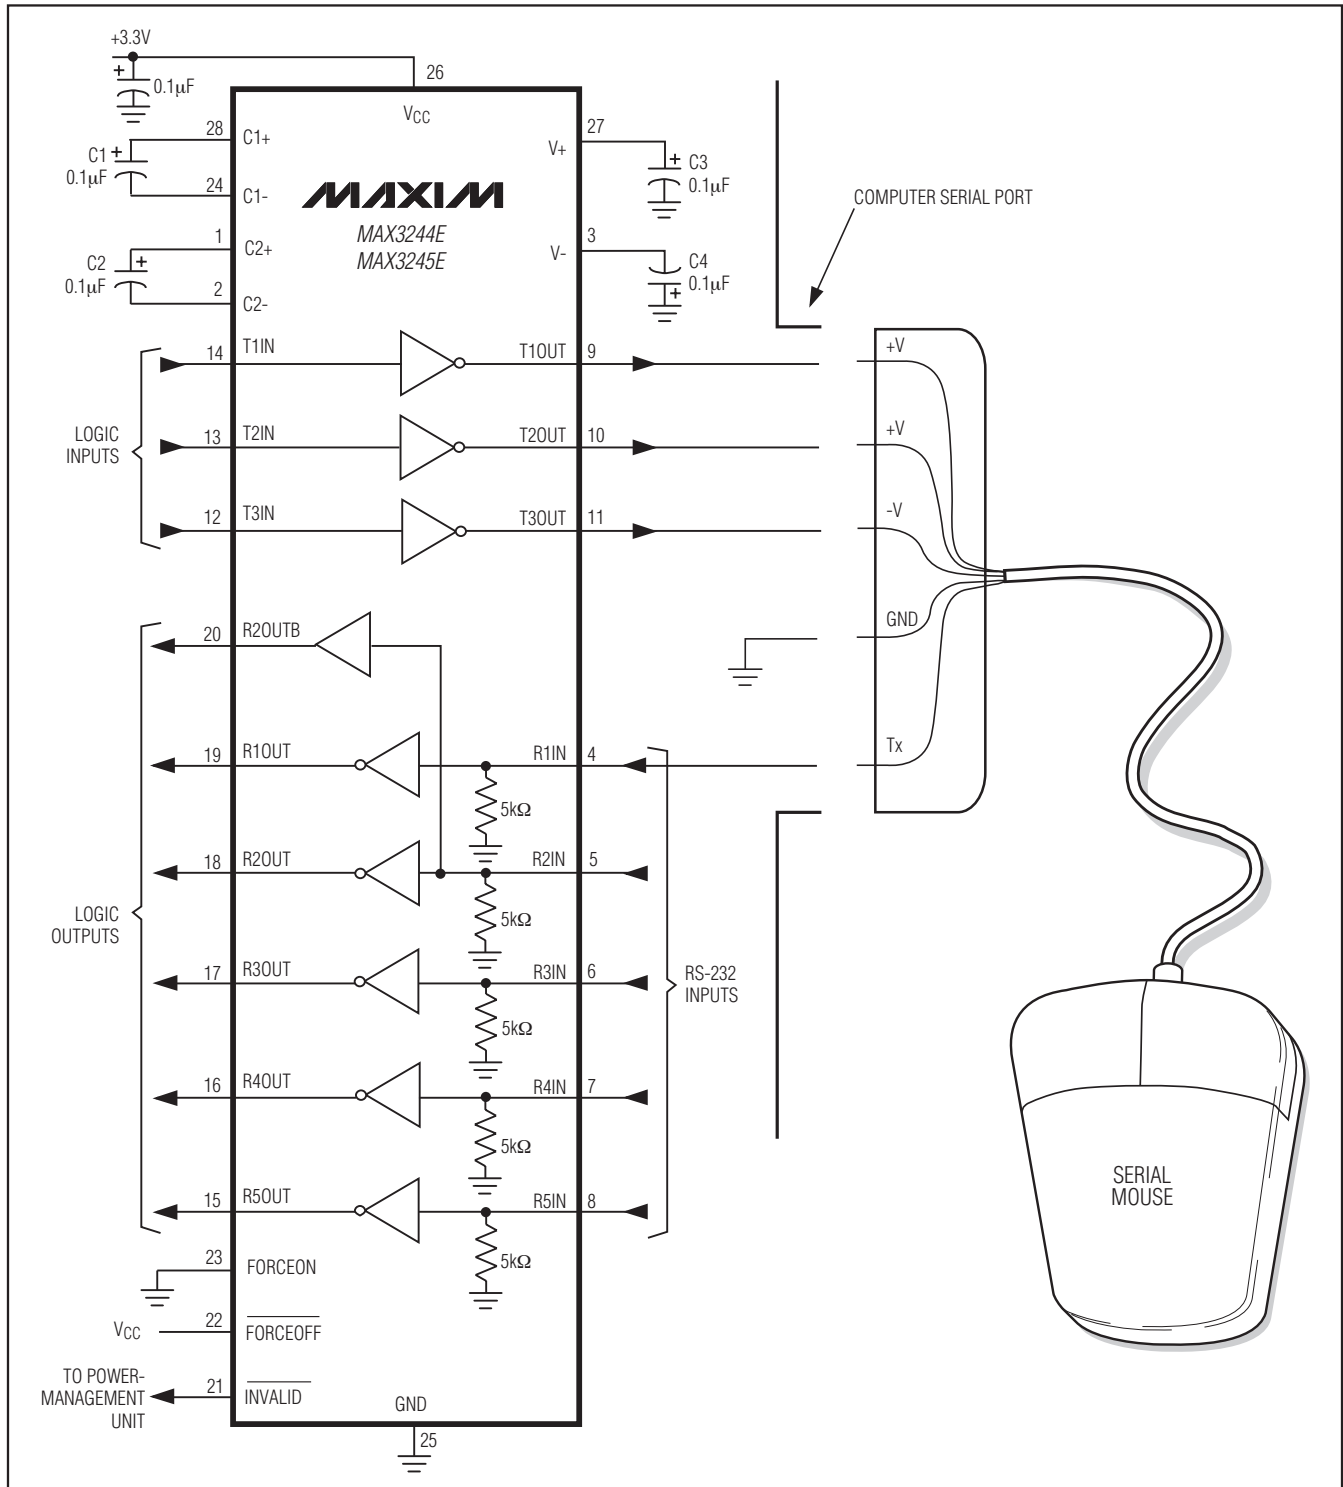 +3.3V
+
0.1µF
26
VCC
28
C1+
C1
+
0.1µF
24
C1-
MAXIM
MAX3244E
MAX3245E
27
V+
+
C3
0.1µF
1
C2+
C2
+
0.1µF
2
C2-
3
V-
C4
0.1µF
+
COMPUTER SERIAL PORT
LOGIC
INPUTS
14
T1IN
T1OUT
9
+V
13
T2IN
T2OUT
10
+V
12
T3IN
T3OUT
11
-V
20
R2OUTB
GND
19
R1OUT
R1IN
4
Tx
5kΩ
18
R2OUT
R2IN
5
5kΩ
LOGIC
OUTPUTS
17
R3OUT
R3IN
6
RS-232
INPUTS
5kΩ
16
R4OUT
R4IN
7
5kΩ
15
R5OUT
R5IN
8
5kΩ
SERIAL
MOUSE
23
FORCEON
VCC
22
FORCEOFF
TO POWER-
MANAGEMENT
UNIT
21
INVALID
GND
25